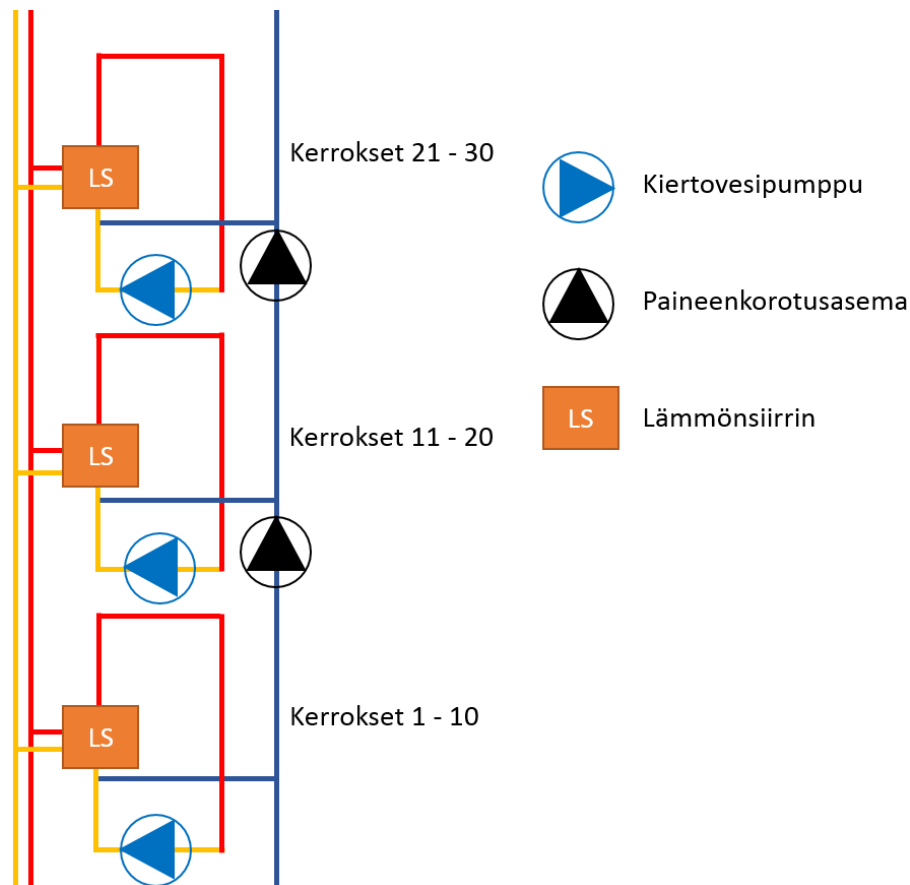 Kerrokset 21 - 30
LS
Kiertovesipumppu
Paineenkorotusasema
LS
Lämmönsiirrin
Kerrokset 11 - 20
LS
Kerrokset 1 - 10
LS